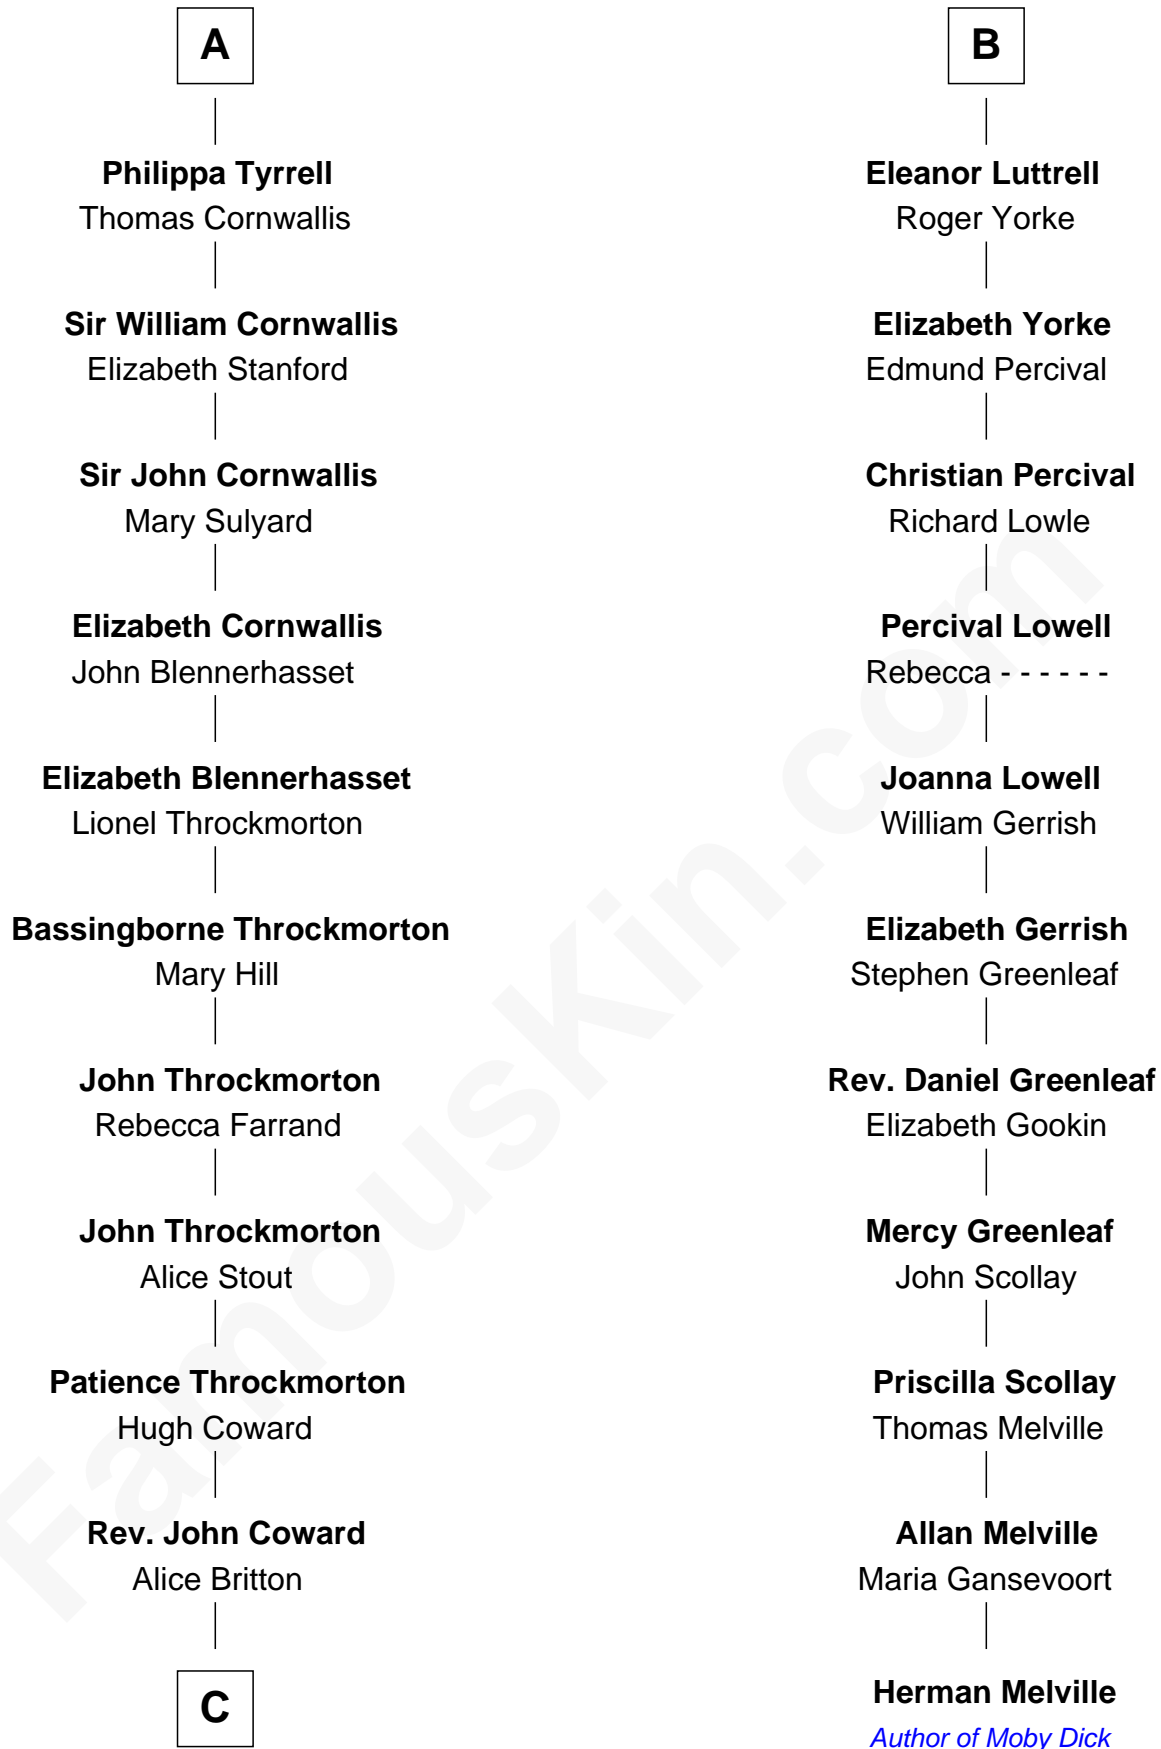 A
Philippa Tyrrell
Thomas Cornwallis
Sir William Cornwallis
Elizabeth Stanford
Sir John Cornwallis
Mary Sulyard
Elizabeth Cornwallis
John Blennerhasset
Elizabeth Blennerhasset
Lionel Throckmorton
Bassingborne Throckmorton
Mary Hill
John Throckmorton
Rebecca Farrand
John Throckmorton
Alice Stout
Patience Throckmorton
Hugh Coward
Rev. John Coward
Alice Britton
C
B
Eleanor Luttrell
Roger Yorke
Elizabeth Yorke
Edmund Percival
Christian Percival
Richard Lowle
Percival Lowell
Rebecca - - - - - -
Joanna Lowell
William Gerrish
Elizabeth Gerrish
Stephen Greenleaf
Rev. Daniel Greenleaf
Elizabeth Gookin
Mercy Greenleaf
John Scollay
Priscilla Scollay
Thomas Melville
Allan Melville
Maria Gansevoort
Herman Melville
Author of Moby Dick
FamousKin.com